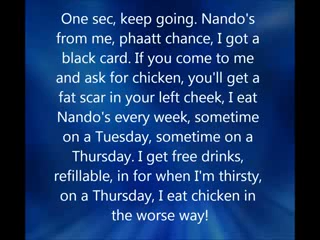 One sec, keep going. Nando's
from me, phaatt chance, I got a
black card. If you come to me
and ask for chicken, you'll get a
fat scar in your left cheek, I eat
Nando's every week, sometime
on a Tuesday, sometime on a
Thursday. I get free drinks,
refillable, in for when I'm thirsty,
on a Thursday, I eat chicken in
the worse way!